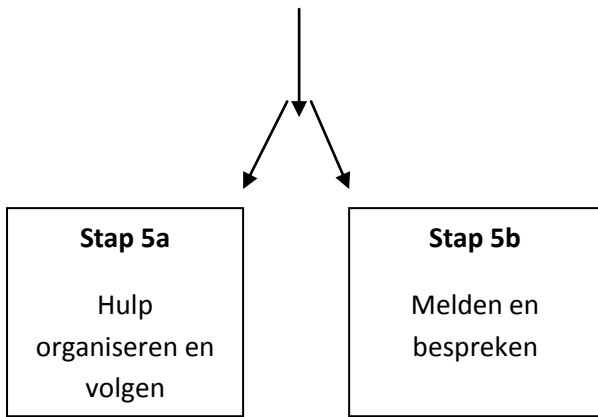 Stap 5a
Hulp
organiseren en
volgen
Stap 5b
Melden en
bespreken